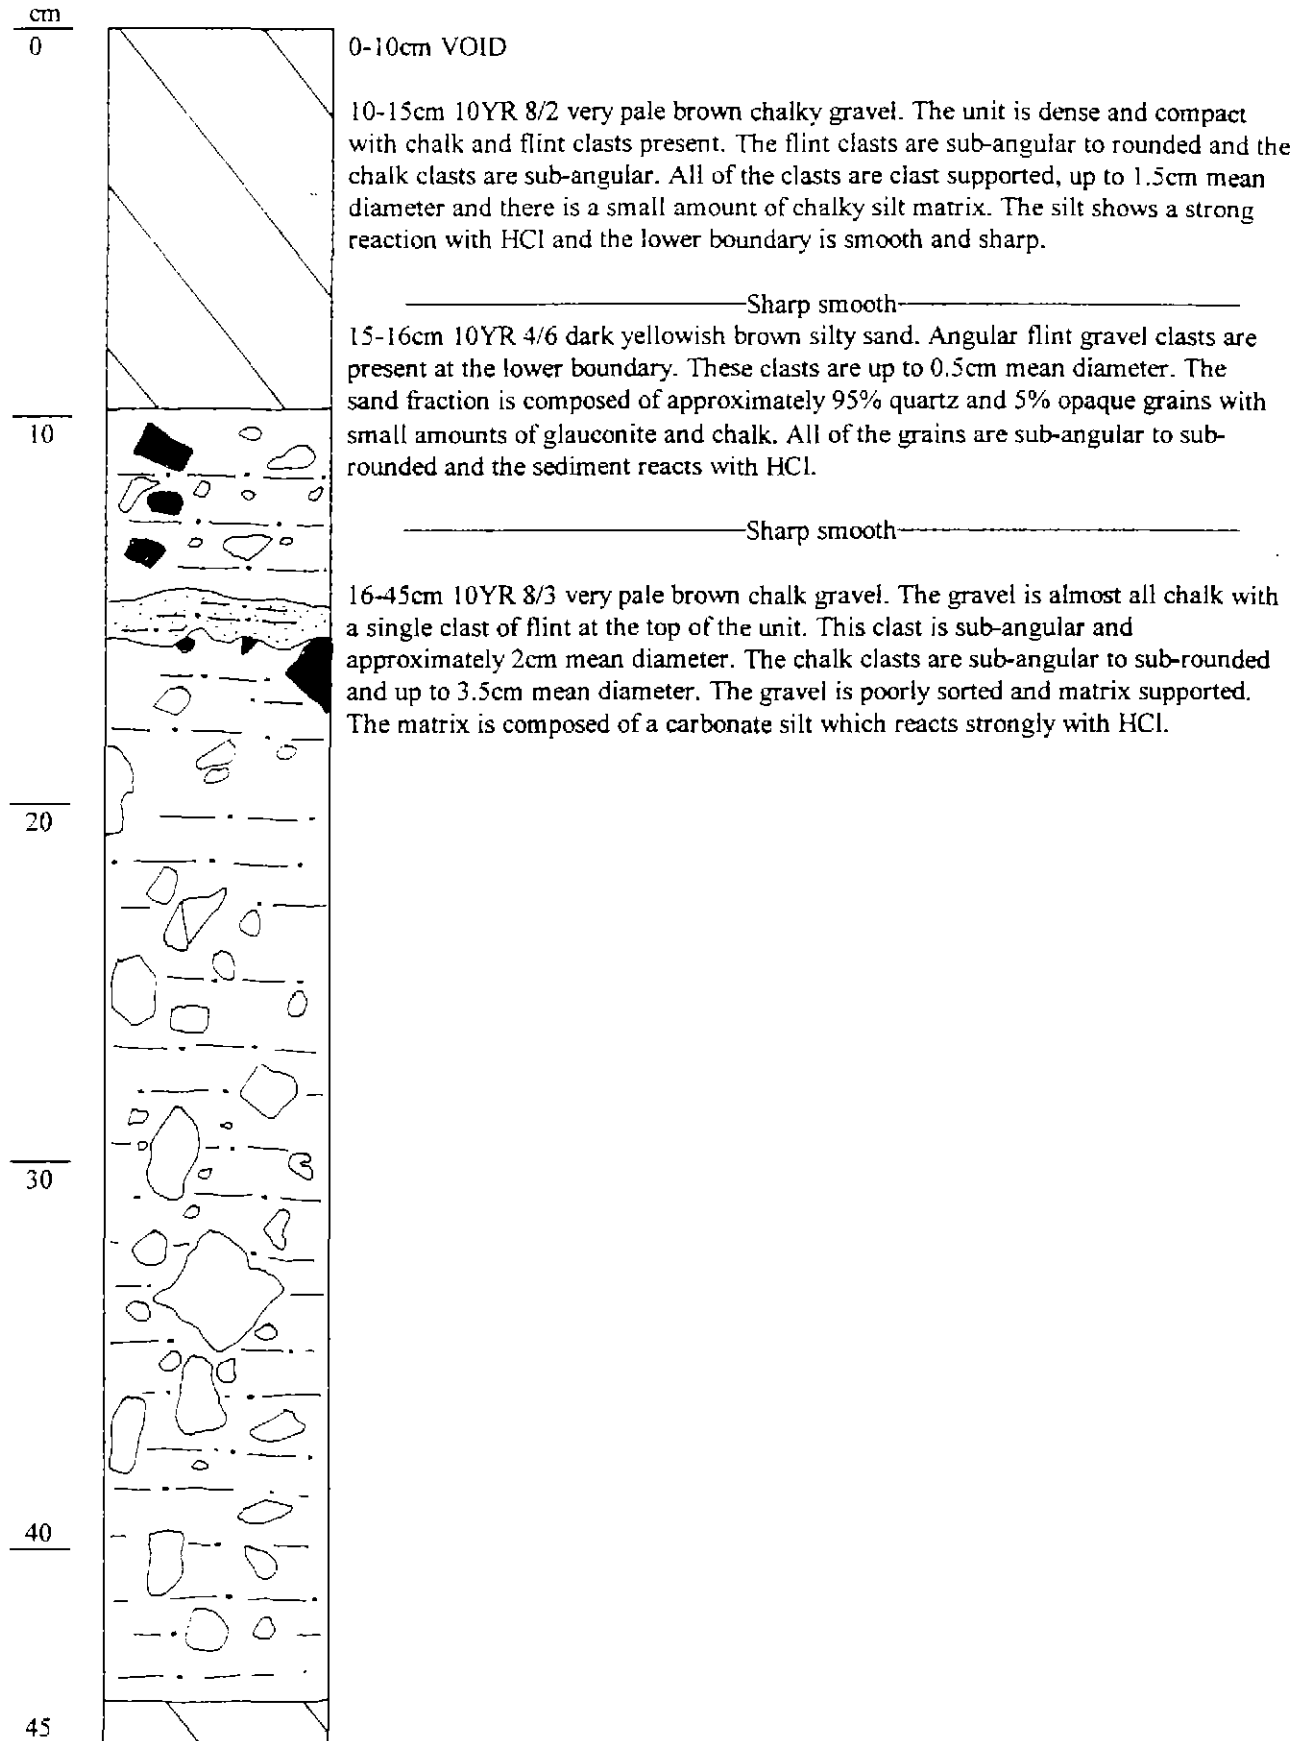 cm
0
0-10cm VOID
10-15cm 10YR 8/2 very pale brown chalky gravel. The unit is dense and compact
with chalk and flint clasts present. The flint clasts are sub-angular to rounded and the
chalk clasts are sub-angular. All of the clasts are clast supported, up to 1.5cm mean
diameter and there is a small amount of chalky silt matrix. The silt shows a strong
reaction with HCl and the lower boundary is smooth and sharp.
Sharp smooth
15-16cm 10YR 4/6 dark yellowish brown silty sand. Angular flint gravel clasts are
present at the lower boundary. These clasts are up to 0.5cm mean diameter. The
sand fraction is composed of approximately 95% quartz and 5% opaque grains with
10
small amounts of glauconite and chalk. All of the grains are sub-angular to sub-
rounded and the sediment reacts with HCl.
Sharp smooth
16-45cm 10YR 8/3 very pale brown chalk gravel. The gravel is almost all chalk with
a single clast of flint at the top of the unit. This clast is sub-angular and
approximately 2cm mean diameter. The chalk clasts are sub-angular to sub-rounded
and up to 3.5cm mean diameter. The gravel is poorly sorted and matrix supported.
The matrix is composed of a carbonate silt which reacts strongly with HCl.
20
30
40
45